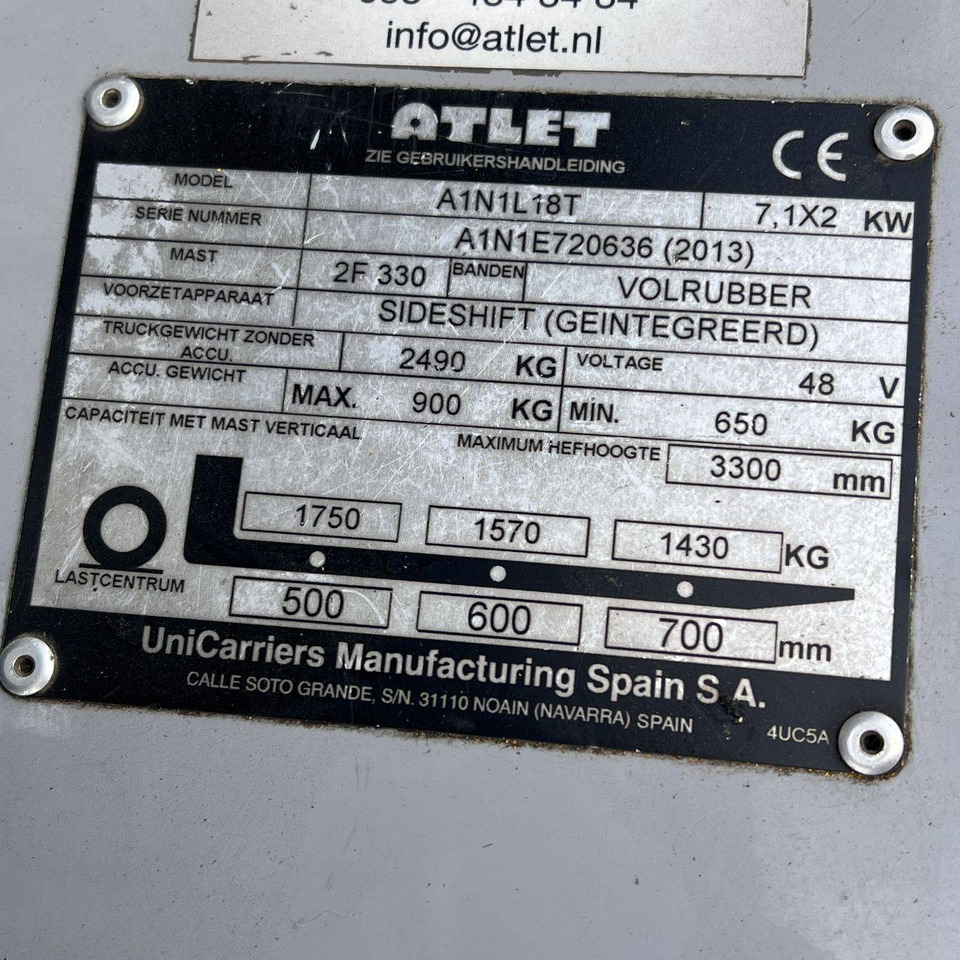 info@atlet.nl
ATLET
ZIE GEBRUIKERSHANDLEIDING
CE
MODEL A1N1L18T 7,1X2 KW
SERIE NUMMER A1N1E720636 (2013)
MAST 2F 330 BANDEN VOLRUBBER
VOORZETAPPARAAT SIDESHIFT (GEINTEGREERD)
TRUCKGEWICHT ZONDER ACCU. 2490 KG VOLTAGE 48 V
ACCU. GEWICHT MAX. 900 KG MIN. 650 KG
CAPACITEIT MET MAST VERTICAAL MAXIMUM HEFHOOGTE 3300 mm
1750 1570 1430 KG
LASTCENTRUM 500 600 700 mm
UniCarriers Manufacturing Spain S.A.
CALLE SOTO GRANDE, S/N. 31110 NOAIN (NAVARRA) SPAIN
4UC5A